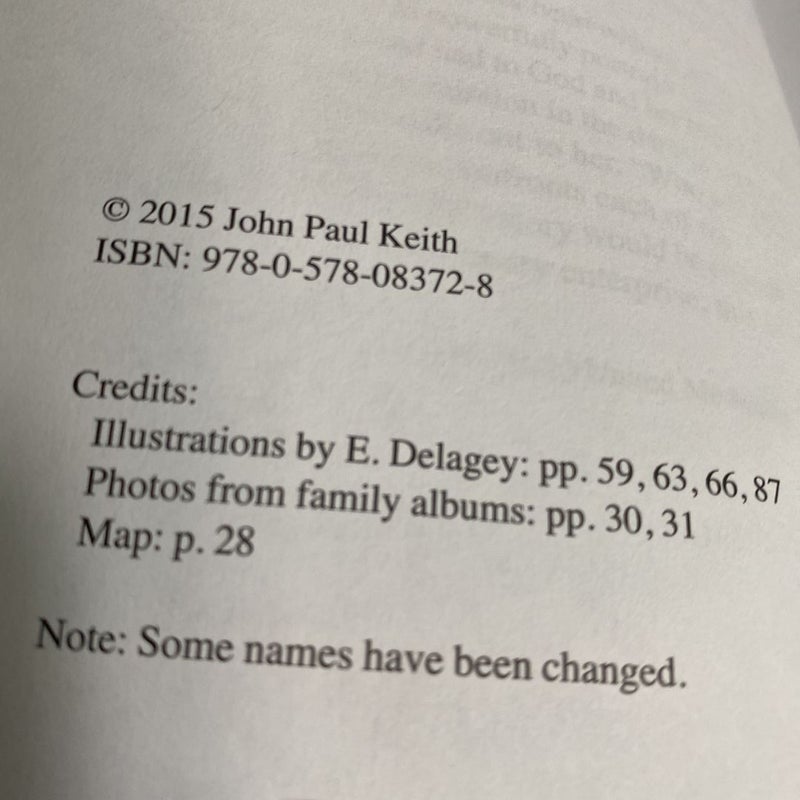 © 2015 John Paul Keith
ISBN: 978-0-578-08372-8
Credits:
Illustrations by E. Delagey: pp. 59, 63, 66, 87
Photos from family albums: pp. 30, 31
Map: p. 28
Note: Some names have been changed.